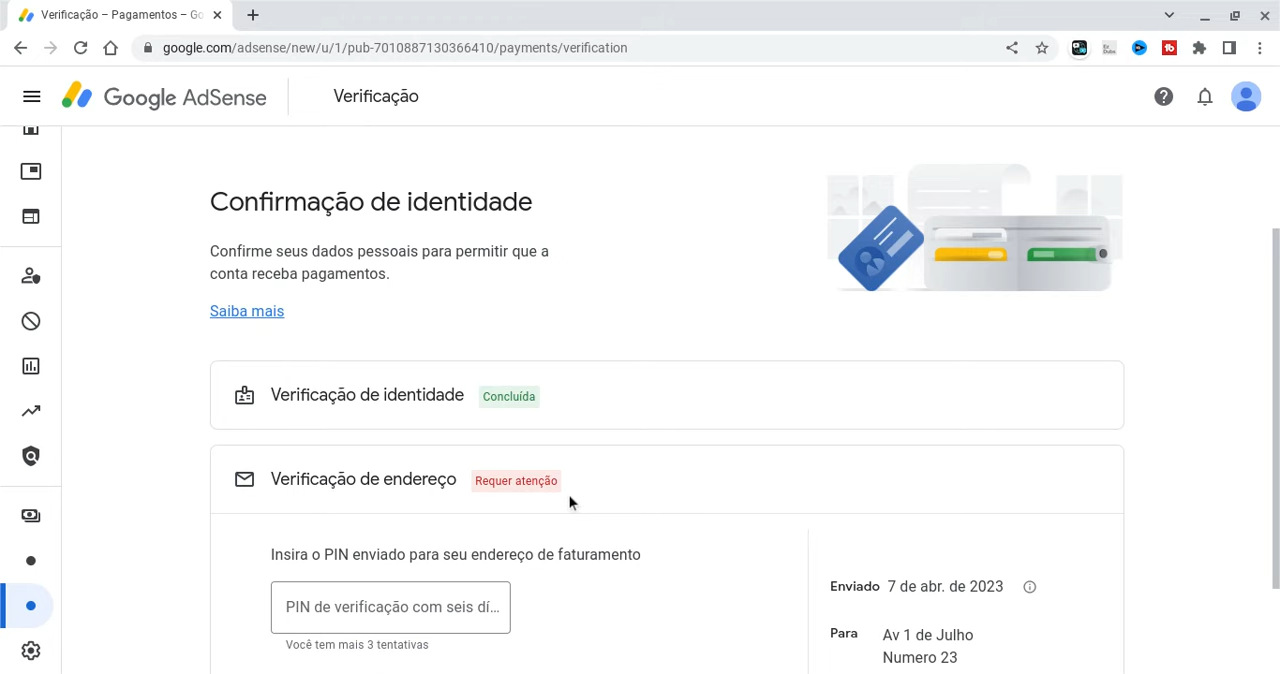 Verificação – Pagamentos – Go
google.com/adsense/new/u/1/pub-7010887130366410/payments/verification
Google AdSense
Verificação
Confirmação de identidade
Confirme seus dados pessoais para permitir que a
conta receba pagamentos.
Saiba mais
Verificação de identidade Concluída
Verificação de endereço Requer atenção
Insira o PIN enviado para seu endereço de faturamento
PIN de verificação com seis dí...
Você tem mais 3 tentativas
Enviado 7 de abr. de 2023
Para Av 1 de Julho
Numero 23